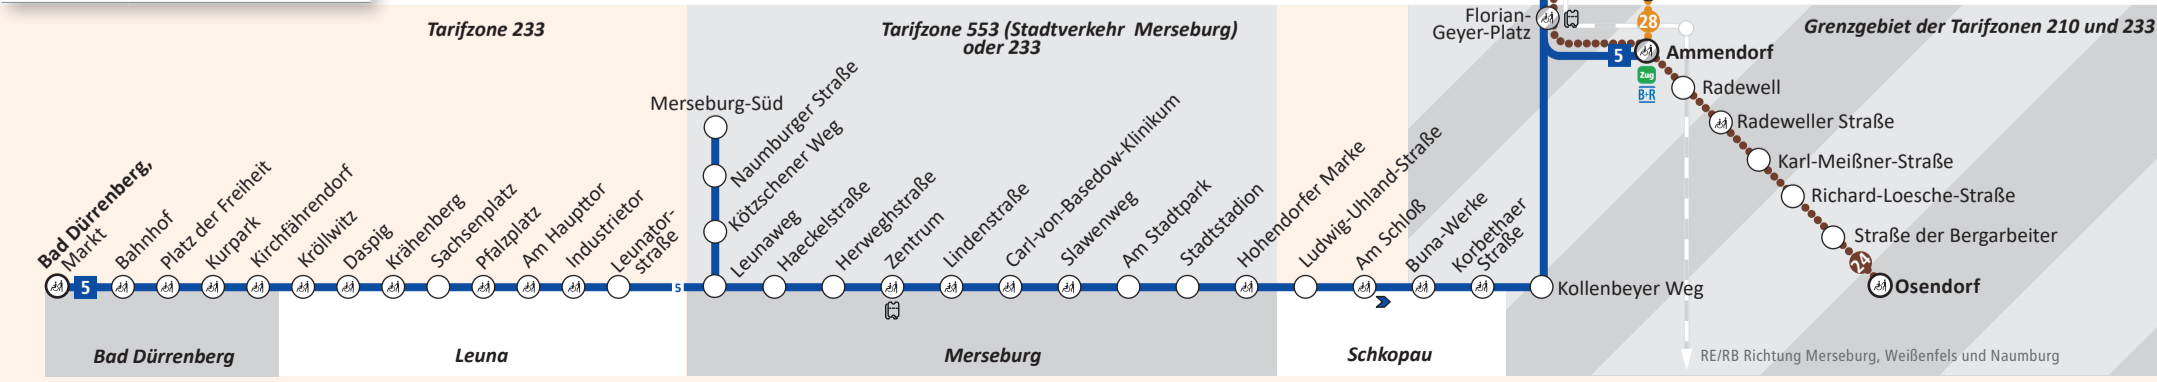 Tarifzone 233
Tarifzone 553 (Stadtverkehr Merseburg)
oder 233
Grenzgebiet der Tarifzonen 210 und 233
Florian-
Geyer-Platz
28
5
Ammendorf
Zug
B+R
Radewell
Radeweller Straße
Karl-Meißner-Straße
Richard-Loesche-Straße
Straße der Bergarbeiter
24
Osendorf
Merseburg-Süd
Naumburger Straße
Kötzschener Weg
Bad Dürrenberg,
Markt
5
Bahnhof
Platz der Freiheit
Kurpark
Kirchfährendorf
Kröllwitz
Daspig
Krähenberg
Sachsenplatz
Pfalzplatz
Am Haupttor
Industrietor
Leunator-
straße
5
Leunaweg
Haeckelstraße
Herweghstraße
Zentrum
Lindenstraße
Carl-von-Basedow-Klinikum
Slawenweg
Am Stadtpark
Stadtstadion
Hohendorfer Marke
Ludwig-Uhland-Straße
Am Schloß
Buna-Werke
Korbethaer
Straße
Kollenbeyer Weg
Bad Dürrenberg
Leuna
Merseburg
Schkopau
RE/RB Richtung Merseburg, Weißenfels und Naumburg